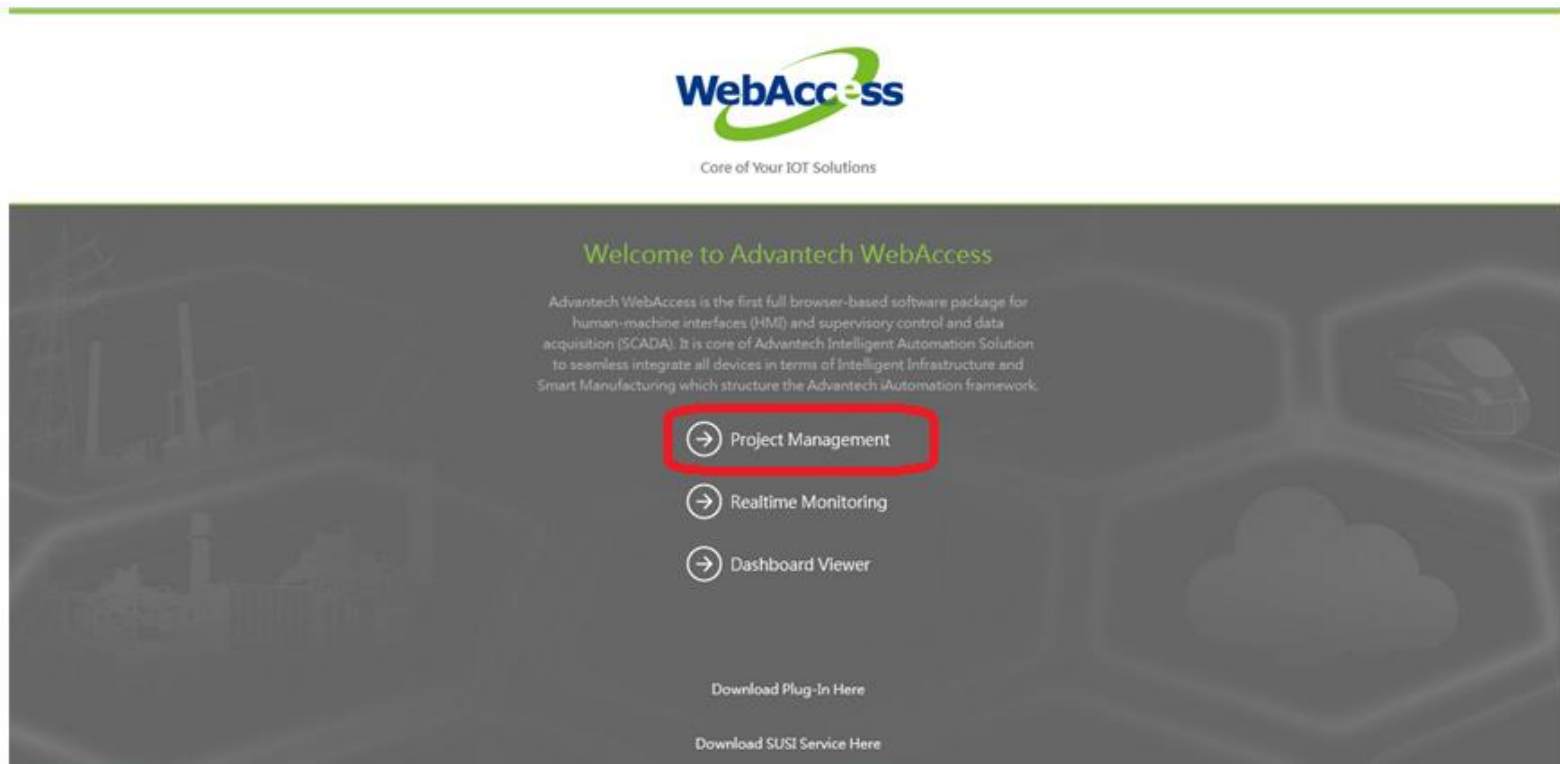 WebAccess
Core of Your IOT Solutions
Welcome to Advantech WebAccess
Advantech WebAccess is the first full browser-based software package for
human-machine interfaces (HMI) and supervisory control and data
acquisition (SCADA). It is core of Advantech Intelligent Automation Solution
to seamless integrate all devices in terms of Intelligent Infrastructure and
Smart Manufacturing which structure the Advantech iAutomation framework.
Project Management
Realtime Monitoring
Dashboard Viewer
Download Plug-In Here
Download SUSI Service Here